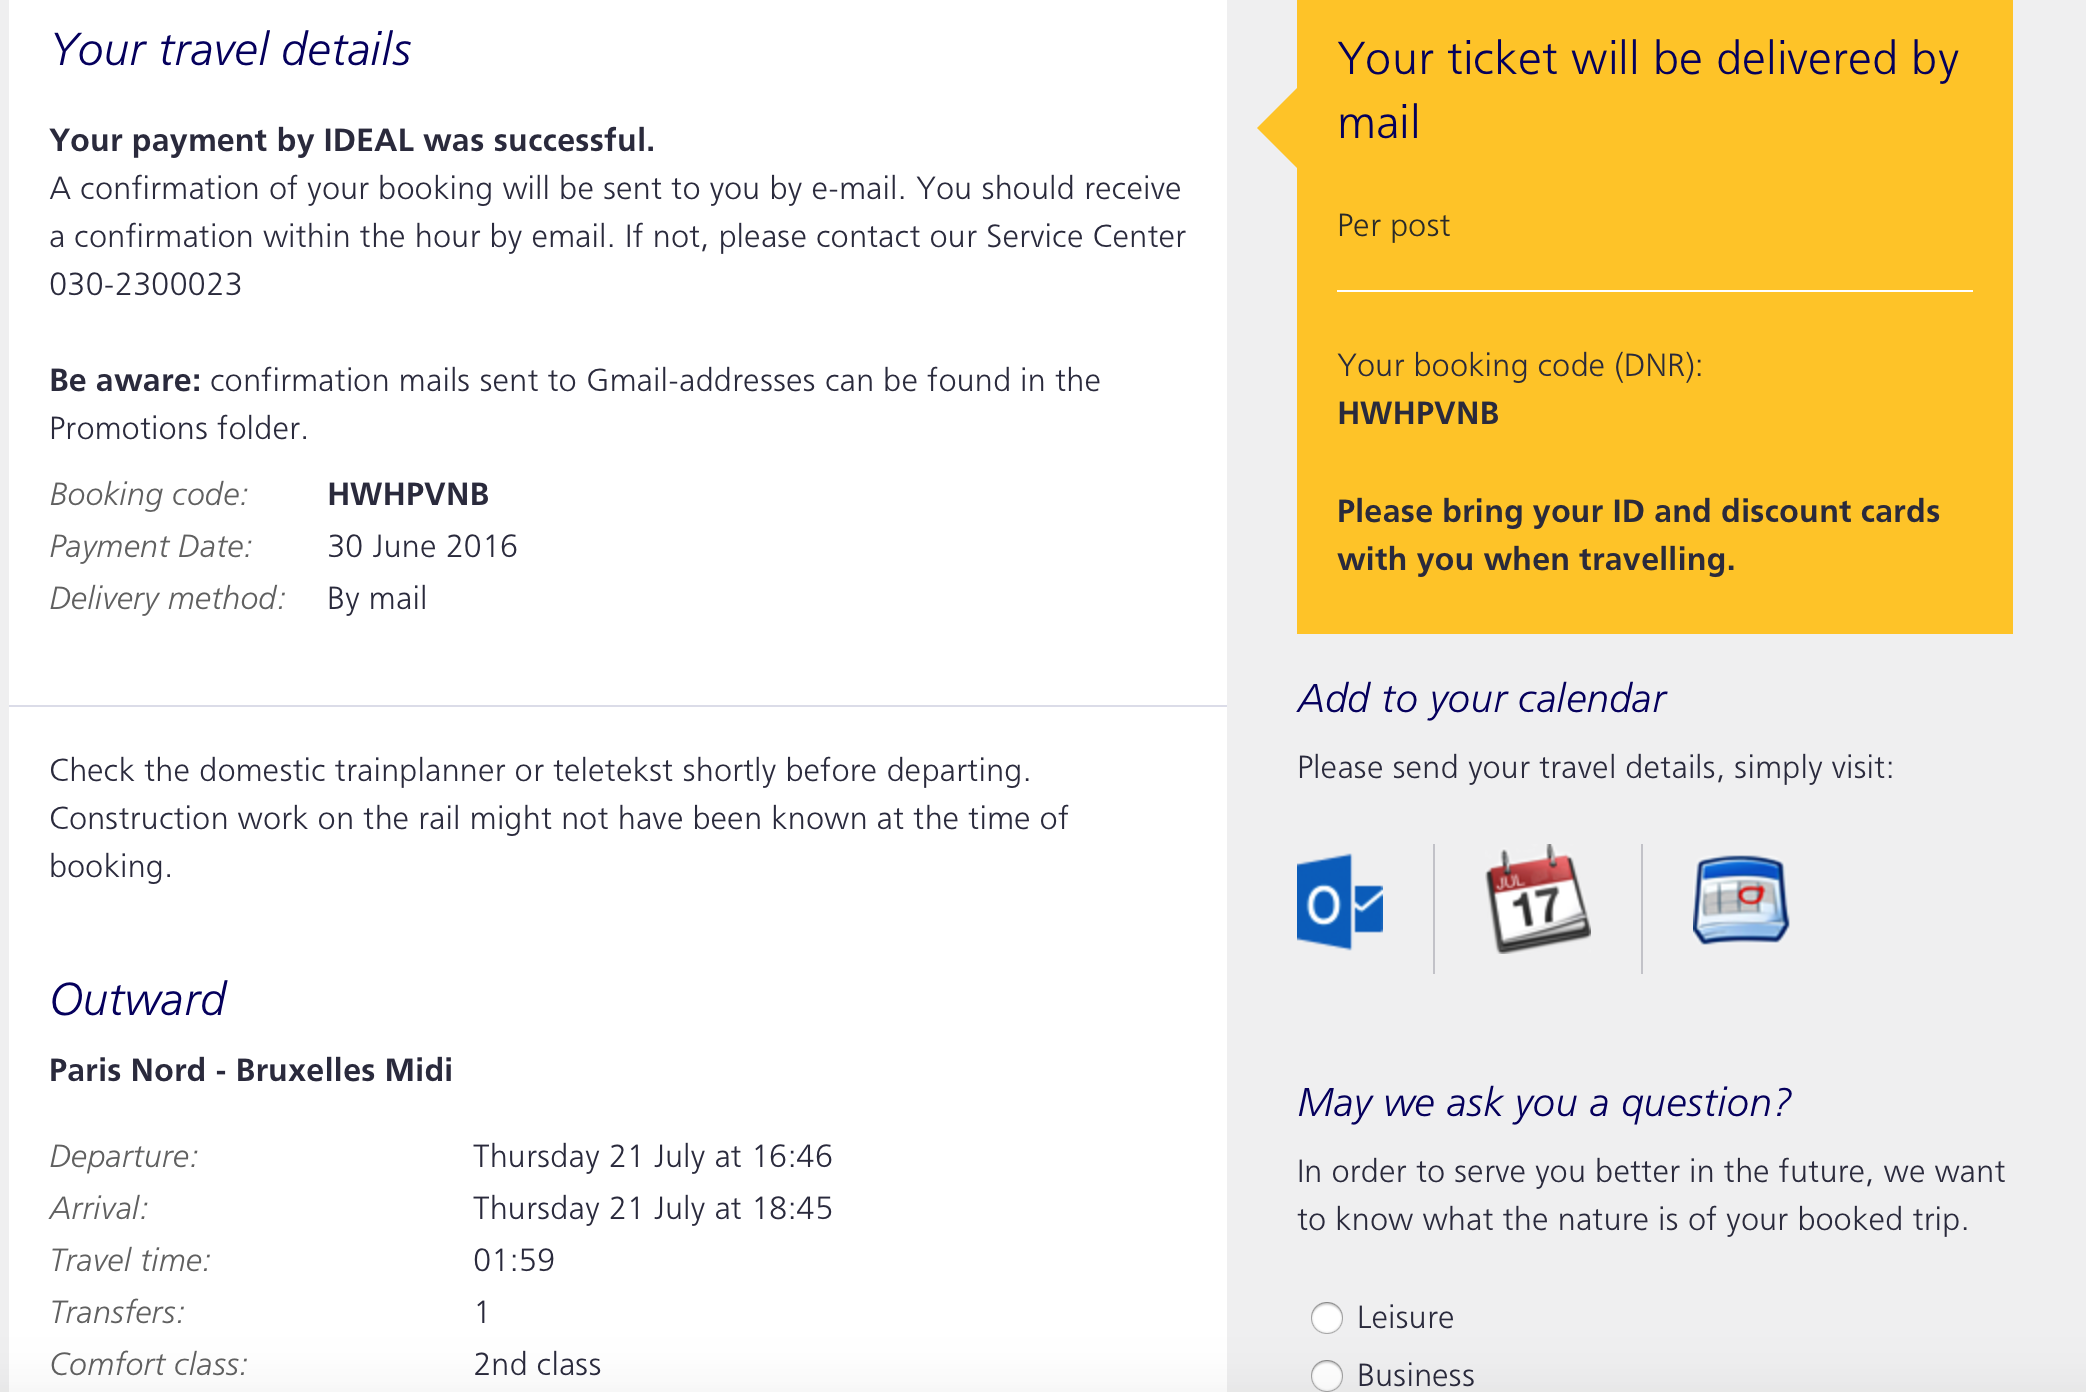 Your travel details
Your payment by IDEAL was successful.
A confirmation of your booking will be sent to you by e-mail. You should receive
a confirmation within the hour by email. If not, please contact our Service Center
030-2300023
Be aware: confirmation mails sent to Gmail-addresses can be found in the
Promotions folder.
Booking code: HWHPVNB
Payment Date: 30 June 2016
Delivery method: By mail
Check the domestic trainplanner or teletekst shortly before departing.
Construction work on the rail might not have been known at the time of
booking.
Outward
Paris Nord - Bruxelles Midi
Departure: Thursday 21 July at 16:46
Arrival: Thursday 21 July at 18:45
Travel time: 01:59
Transfers: 1
Comfort class: 2nd class
Your ticket will be delivered by
mail
Per post
Your booking code (DNR):
HWHPVNB
Please bring your ID and discount cards
with you when travelling.
Add to your calendar
Please send your travel details, simply visit:
O
JUL
17
May we ask you a question?
In order to serve you better in the future, we want
to know what the nature is of your booked trip.
Leisure
Business